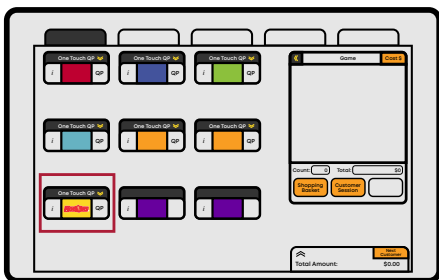 One Touch QP One Touch QP One Touch QP
i QP i QP i QP
Game Cost $
One Touch QP One Touch QP One Touch QP
i QP i QP i QP
Count: 0 Total: $0
Shopping Basket Customer Session
One Touch QP
i QP i i
Next Customer
Total Amount: $0.00